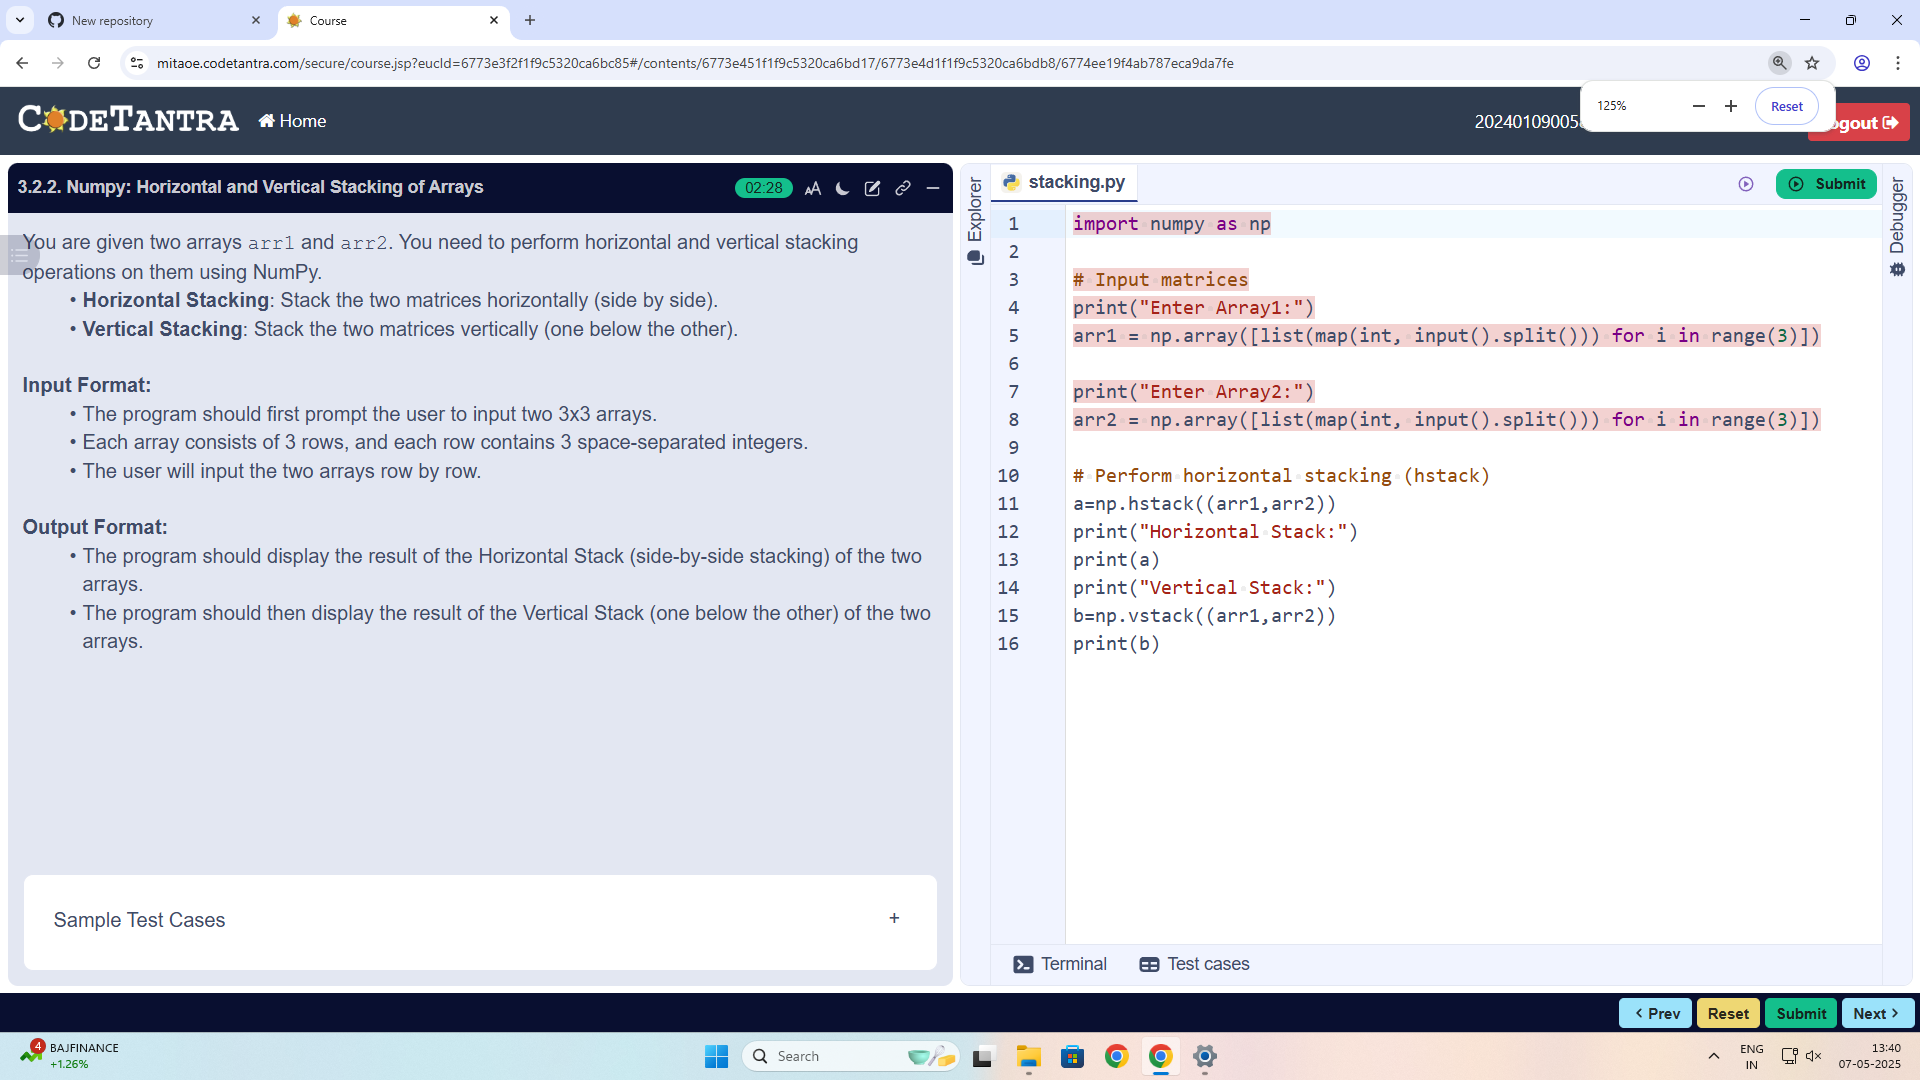 New repository
Course
mitaoe.codetantra.com/secure/course.jsp?eucId=6773e3f2f1f9c5320ca6bc85#/contents/6773e451f1f9c5320ca6bd17/6773e4d1f1f9c5320ca6bdb8/6774ee19f4ab787eca9da7fe
125%
Reset
CODETANTRA
Home
2024010900
ogout
3.2.2. Numpy: Horizontal and Vertical Stacking of Arrays
02:28
You are given two arrays arr1 and arr2. You need to perform horizontal and vertical stacking
operations on them using NumPy.
• Horizontal Stacking: Stack the two matrices horizontally (side by side).
• Vertical Stacking: Stack the two matrices vertically (one below the other).
Input Format:
• The program should first prompt the user to input two 3x3 arrays.
• Each array consists of 3 rows, and each row contains 3 space-separated integers.
• The user will input the two arrays row by row.
Output Format:
• The program should display the result of the Horizontal Stack (side-by-side stacking) of the two
arrays.
• The program should then display the result of the Vertical Stack (one below the other) of the two
arrays.
Sample Test Cases
+
Explorer
stacking.py
Submit
Debugger
1 import numpy as np
2
3 # Input matrices
4 print("Enter Array1:")
5 arr1 = np.array([list(map(int, input().split())) for i in range(3)])
6
7 print("Enter Array2:")
8 arr2 = np.array([list(map(int, input().split())) for i in range(3)])
9
10 # Perform horizontal stacking (hstack)
11 a=np.hstack((arr1,arr2))
12 print("Horizontal Stack:")
13 print(a)
14 print("Vertical Stack:")
15 b=np.vstack((arr1,arr2))
16 print(b)
Terminal
Test cases
< Prev
Reset
Submit
Next >
4
BAJFINANCE
+1.26%
Search
ENG
IN
13:40
07-05-2025